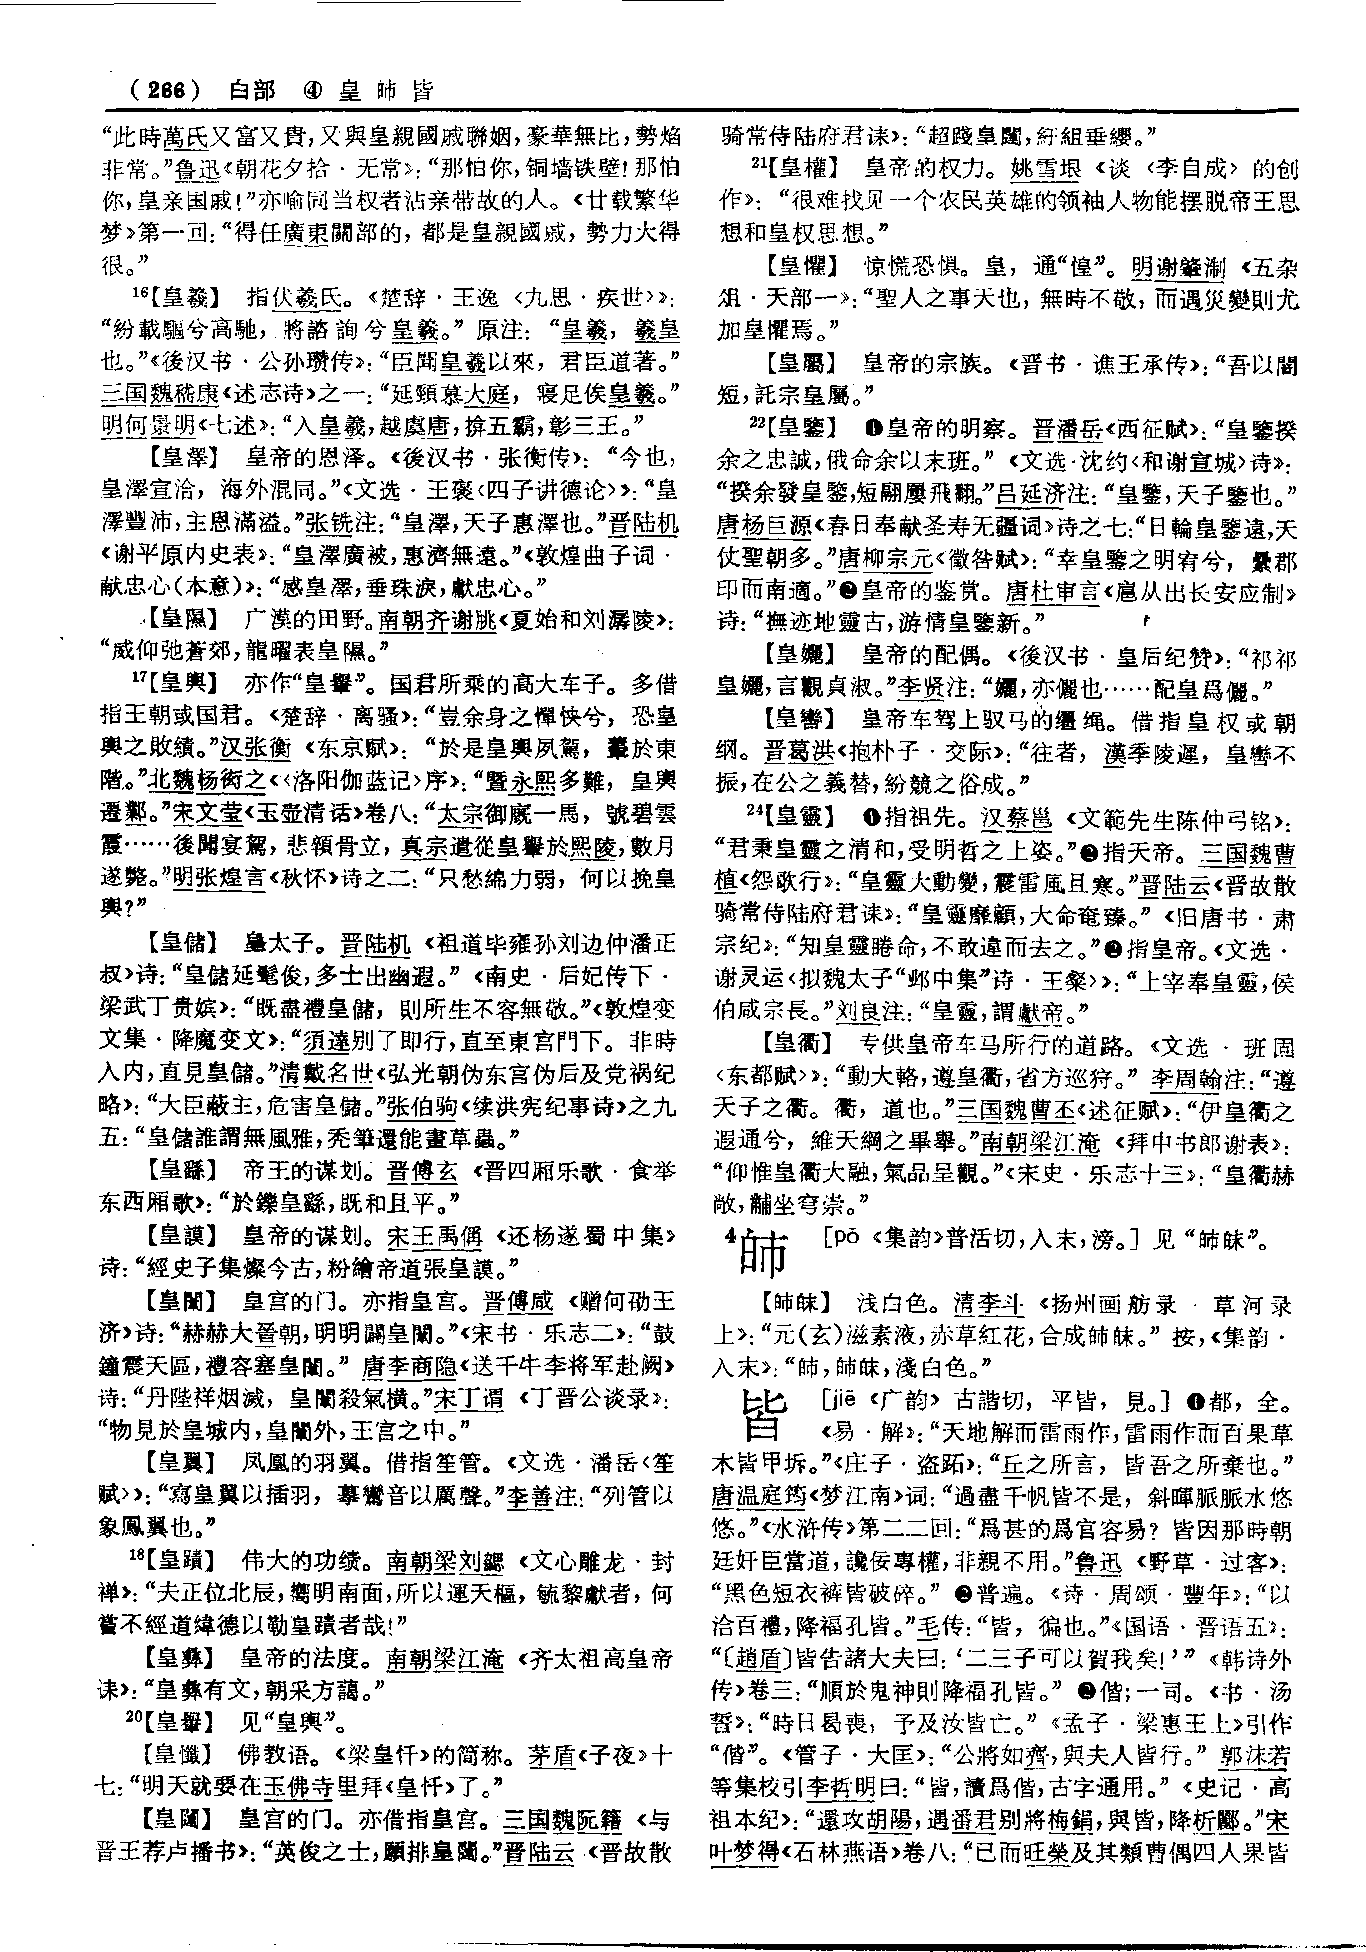 （266） 白部 ④ 皇 㿙 皆
“此時萬氏又富又貴，又與皇親國戚聯姻，豪華無比，勢焰
非常。”鲁迅《朝花夕拾·无常》：“那怕你，铜墙铁壁！那怕
你，皇亲国戚！”亦喻同当权者沾亲带故的人。《廿载繁华
梦》第一回：“得任廣東關部的，都是皇親國戚，勢力大得
很。”
16【皇羲】 指伏羲氏。《楚辞·王逸〈九思·疾世〉》：
“紛載驅兮高馳，將諮詢兮皇羲。”原注：“皇羲，羲皇
也。”《後汉书·公孙瓒传》：“臣聞皇羲以來，君臣道著。”
三国魏嵇康《述志诗》之一：“延頸慕大庭，寢足俟皇羲。”
明何景明《七述》：“入皇羲，越虞唐，揜五霸，彰三王。”
【皇澤】 皇帝的恩泽。《後汉书·张衡传》：“今也，
皇澤宣洽，海外混同。”《文选·王褒〈四子讲德论〉》：“皇
澤豐沛，主恩滿溢。”张铣注：“皇澤，天子惠澤也。”晋陆机
《谢平原内史表》：“皇澤廣被，惠濟無遠。”《敦煌曲子词·
献忠心（本意）》：“感皇澤，垂珠淚，獻忠心。”
【皇隰】 广漠的田野。南朝齐谢朓《夏始和刘潺陵》：
“威仰弛蒼郊，龍曜表皇隰。”
17【皇輿】 亦作“皇轝”。国君所乘的高大车子。多借
指王朝或国君。《楚辞·离骚》：“豈余身之憚怏兮，恐皇
輿之敗績。”汉张衡《东京赋》：“於是皇輿夙駕，䡔於東
階。”北魏杨衒之《〈洛阳伽蓝记〉序》：“暨永熙多難，皇輿
遷鄴。”宋文莹《玉壶清话》卷八：“太宗御廄一馬，號碧雲
霞……後聞宴駕，悲顇骨立，真宗遣從皇轝於熙陵，數月
遂斃。”明张煌言《秋怀》诗之二：“只愁綿力弱，何以挽皇
輿？”
【皇儲】 皇太子。晋陆机《祖道毕雍孙刘边仲潘正
叔》诗：“皇儲延髦俊，多士出幽遐。”《南史·后妃传下·
梁武丁贵嫔》：“既盡禮皇儲，則所生不容無敬。”《敦煌变
文集·降魔变文》：“須達别了即行，直至東宫門下。非時
入内，直見皇儲。”清戴名世《弘光朝伪东宫伪后及党祸纪
略》：“大臣蔽主，危害皇儲。”张伯驹《续洪宪纪事诗》之九
五：“皇儲誰謂無風雅，秃筆還能畫草蟲。”
【皇繇】 帝王的谋划。晋傅玄《晋四厢乐歌·食举
东西厢歌》：“於鑠皇繇，既和且平。”
【皇謨】 皇帝的谋划。宋王禹偁《还杨遂蜀中集》
诗：“經史子集燦今古，粉繪帝道張皇謨。”
【皇闈】 皇宫的门。亦指皇宫。晋傅咸《赠何劭王
济》诗：“赫赫大晉朝，明明闢皇闈。”《宋书·乐志二》：“鼓
鐘震天區，禮容塞皇闈。”唐李商隐《送千牛李将军赴阙》
诗：“丹陛祥烟滅，皇闈殺氣横。”宋丁谓《丁晋公谈录》：
“物見於皇城内，皇闈外，王宫之中。”
【皇翼】 凤凰的羽翼。借指笙管。《文选·潘岳〈笙
赋〉》：“寫皇翼以插羽，摹鸞音以厲聲。”李善注：“列管以
象鳳翼也。”
18【皇蹟】 伟大的功绩。南朝梁刘勰《文心雕龙·封
禅》：“夫正位北辰，嚮明南面，所以運天樞，毓黎獻者，何
嘗不經道緯德以勒皇蹟者哉！”
【皇彝】 皇帝的法度。南朝梁江淹《齐太祖高皇帝
诔》：“皇彝有文，朝采方藹。”
20【皇轝】 见“皇輿”。
【皇懺】 佛教语。《梁皇忏》的简称。茅盾《子夜》十
七：“明天就要在玉佛寺里拜《皇忏》了。”
【皇闥】 皇宫的门。亦借指皇宫。三国魏阮籍《与
晋王荐卢播书》：“英俊之士，願排皇闥。”晋陆云《晋故散
骑常侍陆府君诔》：“超踐皇闥，紆組垂纓。”
21【皇權】 皇帝的权力。姚雪垠《谈〈李自成〉的创
作》：“很难找见一个农民英雄的领袖人物能摆脱帝王思
想和皇权思想。”
【皇懼】 惊慌恐惧。皇，通“惶”。明谢肇淛《五杂
俎·天部一》：“聖人之事天也，無時不敬，而遇災變則尤
加皇懼焉。”
【皇屬】 皇帝的宗族。《晋书·谯王承传》：“吾以闇
短，託宗皇屬。”
22【皇鑒】 ❶皇帝的明察。晋潘岳《西征赋》：“皇鑒揆
余之忠誠，俄命余以末班。”《文选·沈约〈和谢宣城〉诗》：
“揆余發皇鑒，短翮屢飛翻。”吕延济注：“皇鑒，天子鑒也。”
唐杨巨源《春日奉献圣寿无疆词》诗之七：“日輪皇鑒遠，天
仗聖朝多。”唐柳宗元《懲咎赋》：“幸皇鑒之明宥兮，纍郡
印而南適。”❷皇帝的鉴赏。唐杜审言《扈从出长安应制》
诗：“撫迹地靈古，游情皇鑒新。”
【皇孋】 皇帝的配偶。《後汉书·皇后纪赞》：“祁祁
皇孋，言觀貞淑。”李贤注：“孋，亦儷也……配皇爲儷。”
【皇轡】 皇帝车驾上驭马的缰绳。借指皇权或朝
纲。晋葛洪《抱朴子·交际》：“往者，漢季陵遲，皇轡不
振，在公之義替，紛競之俗成。”
24【皇靈】 ❶指祖先。汉蔡邕《文範先生陈仲弓铭》：
“君秉皇靈之清和，受明哲之上姿。”❷指天帝。三国魏曹
植《怨歌行》：“皇靈大動變，震雷風且寒。”晋陆云《晋故散
骑常侍陆府君诔》：“皇靈靡顧，大命奄臻。”《旧唐书·肃
宗纪》：“知皇靈睠命，不敢違而去之。”❸指皇帝。《文选·
谢灵运〈拟魏太子“邺中集”诗·王粲〉》：“上宰奉皇靈，侯
伯咸宗長。”刘良注：“皇靈，謂獻帝。”
【皇衢】 专供皇帝车马所行的道路。《文选·班固
〈东都赋〉》：“動大輅，遵皇衢，省方巡狩。”李周翰注：“遵
天子之衢。衢，道也。”三国魏曹丕《述征赋》：“伊皇衢之
遐通兮，維天綱之畢舉。”南朝梁江淹《拜中书郎谢表》：
“仰惟皇衢大融，氣品呈觀。”《宋史·乐志十三》：“皇衢赫
敞，黼坐穹崇。”
4㿙 ［pō《集韵》普活切，入末，滂。］见“㿙䴲”。
【㿙䴲】 浅白色。清李斗《扬州画舫录·草河录
上》：“元（玄）滋素液，赤草紅花，合成㿙䴲。”按，《集韵·
入末》：“㿙，㿙䴲，淺白色。”
皆 ［jiē《广韵》古諧切，平皆，見。］❶都，全。
《易·解》：“天地解而雷雨作，雷雨作而百果草
木皆甲坼。”《庄子·盗跖》：“丘之所言，皆吾之所棄也。”
唐温庭筠《梦江南》词：“過盡千帆皆不是，斜暉脈脈水悠
悠。”《水浒传》第二二回：“爲甚的爲官容易？皆因那時朝
廷奸臣當道，讒佞專權，非親不用。”鲁迅《野草·过客》：
“黑色短衣裤皆破碎。”❷普遍。《诗·周颂·豐年》：“以
洽百禮，降福孔皆。”毛传：“皆，徧也。”《国语·晋语五》：
“〔趙盾〕皆告諸大夫曰：‘二三子可以賀我矣！’”《韩诗外
传》卷三：“順於鬼神則降福孔皆。”❸偕；一同。《书·汤
誓》：“時日曷喪，予及汝皆亡。”《孟子·梁惠王上》引作
“偕”。《管子·大匡》：“公將如齊，與夫人皆行。”郭沫若
等集校引李哲明曰：“皆，讀爲偕，古字通用。”《史记·高
祖本纪》：“還攻胡陽，遇番君别將梅鋗，與皆，降析酈。”宋
叶梦得《石林燕语》卷八：“已而旺榮及其類曹偶四人果皆